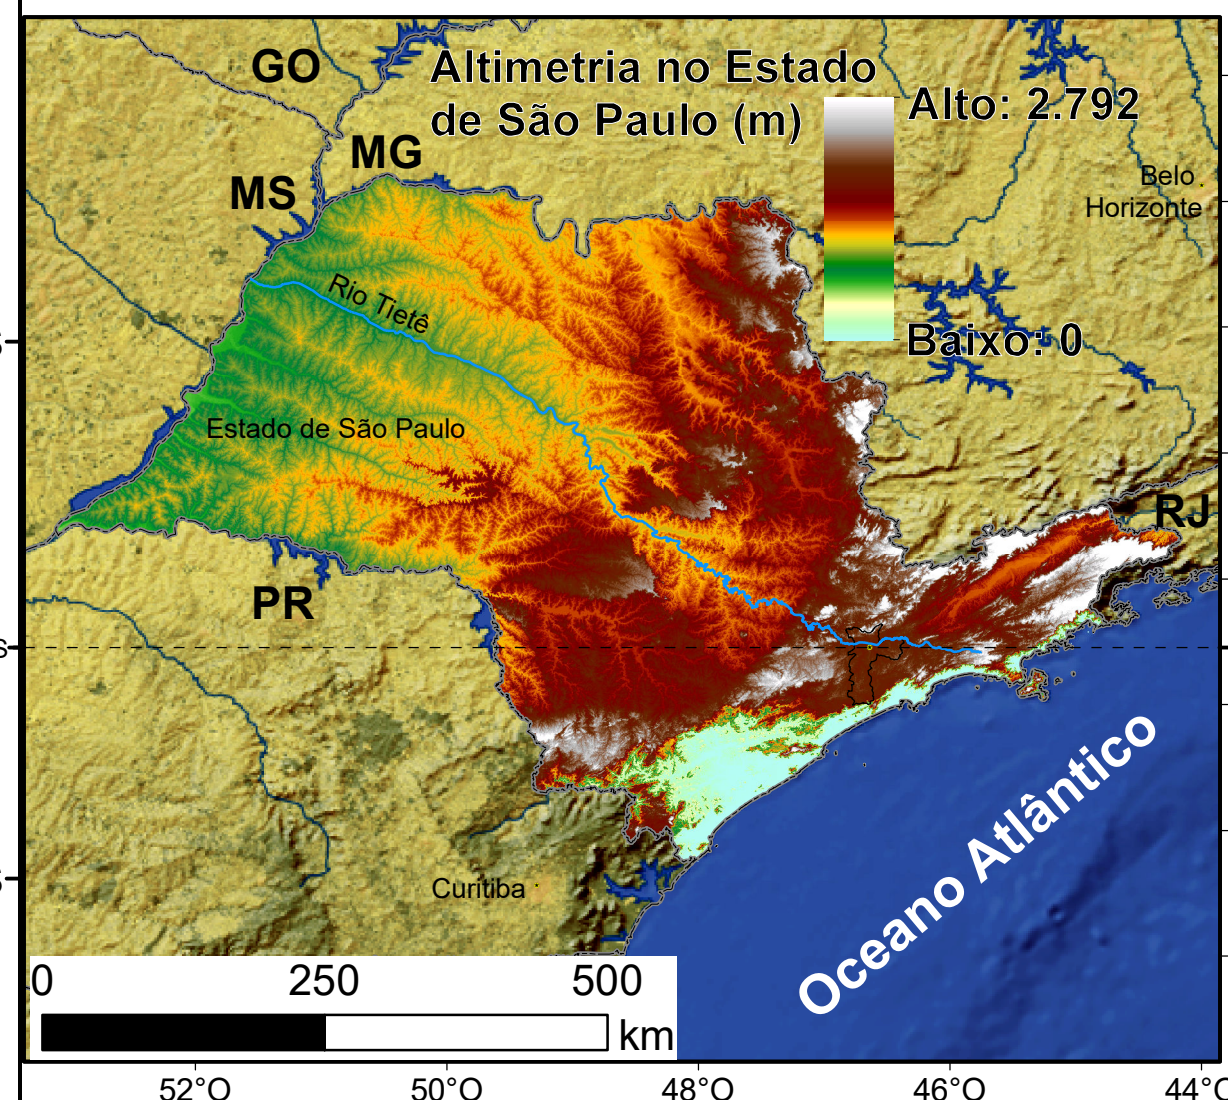 GO
Altimetria no Estado
de São Paulo (m)
Alto: 2.792
MG
MS
Belo
Horizonte
Rio Tietê
Baixo: 0
Estado de São Paulo
RJ
PR
Oceano Atlântico
Curitiba
0 250 500
km
52°O 50°O 48°O 46°O